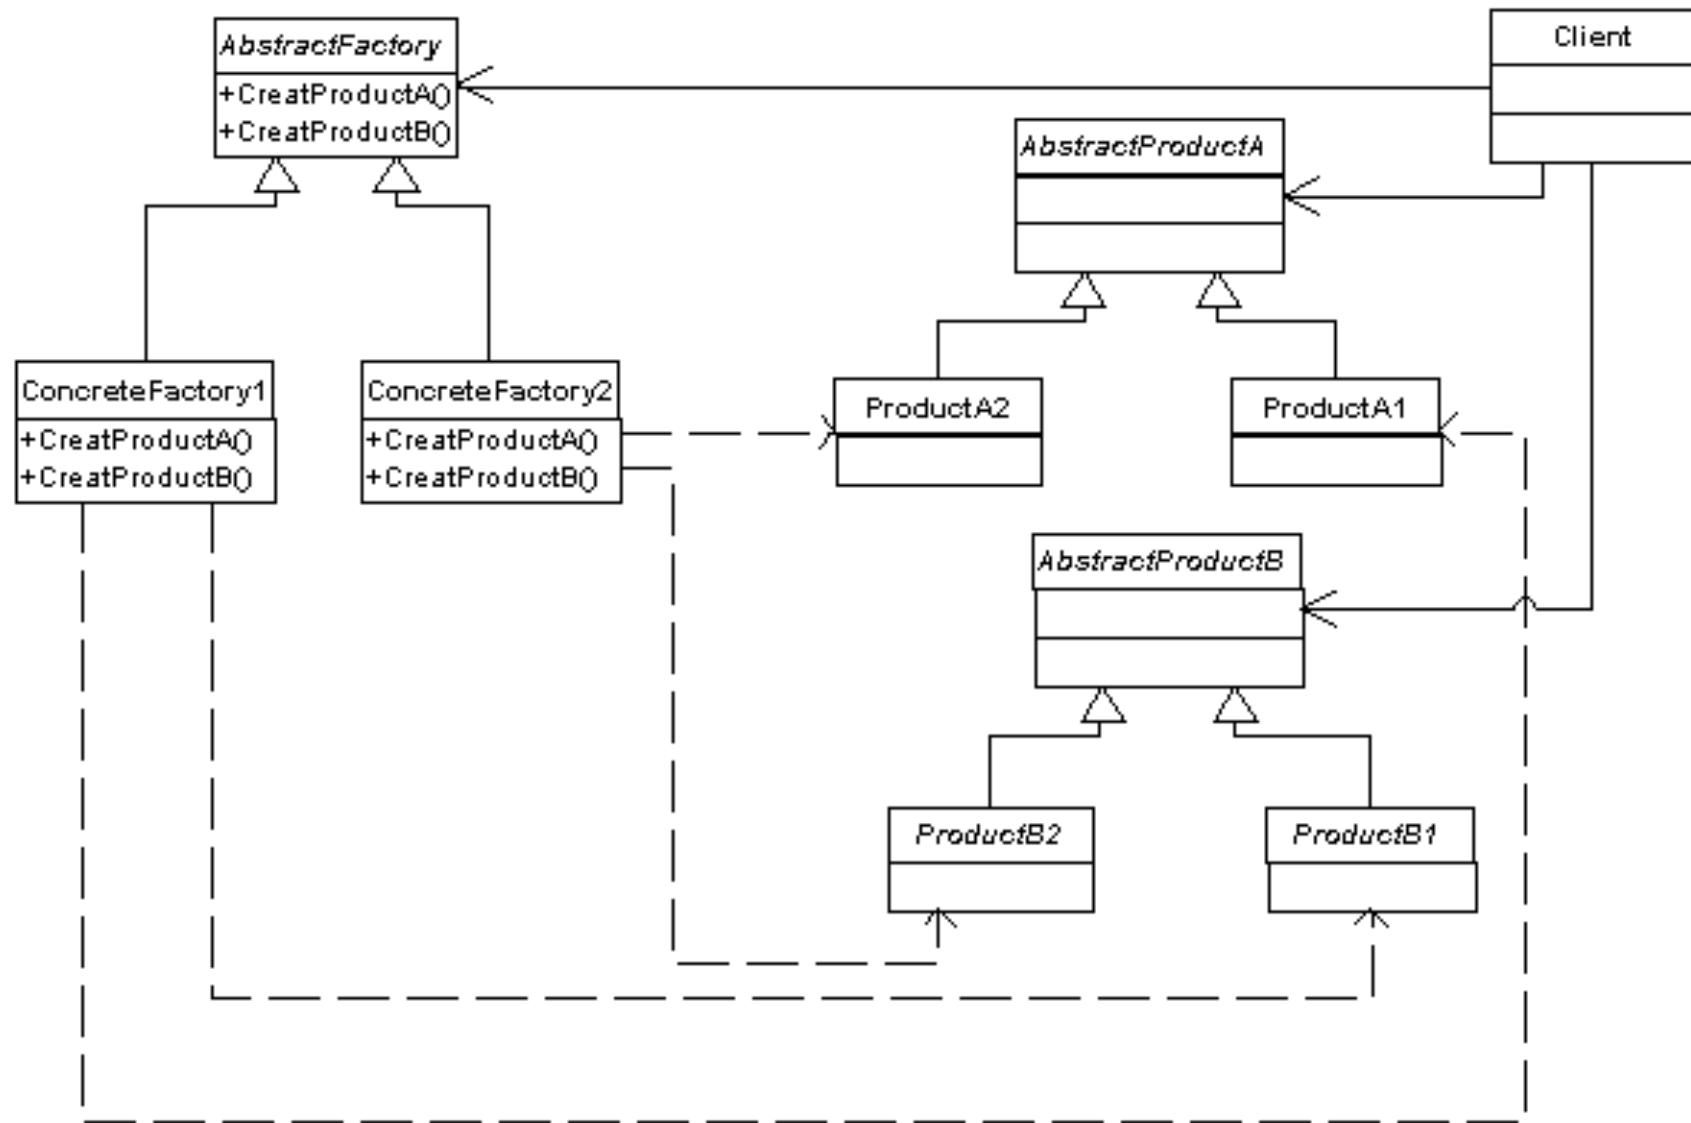 AbstractFactory
+CreatProductA()
+CreatProductB()
Client
AbstractProductA
ConcreteFactory1
+CreatProductA()
+CreatProductB()
ConcreteFactory2
+CreatProductA()
+CreatProductB()
ProductA2
ProductA1
AbstractProductB
ProductB2
ProductB1